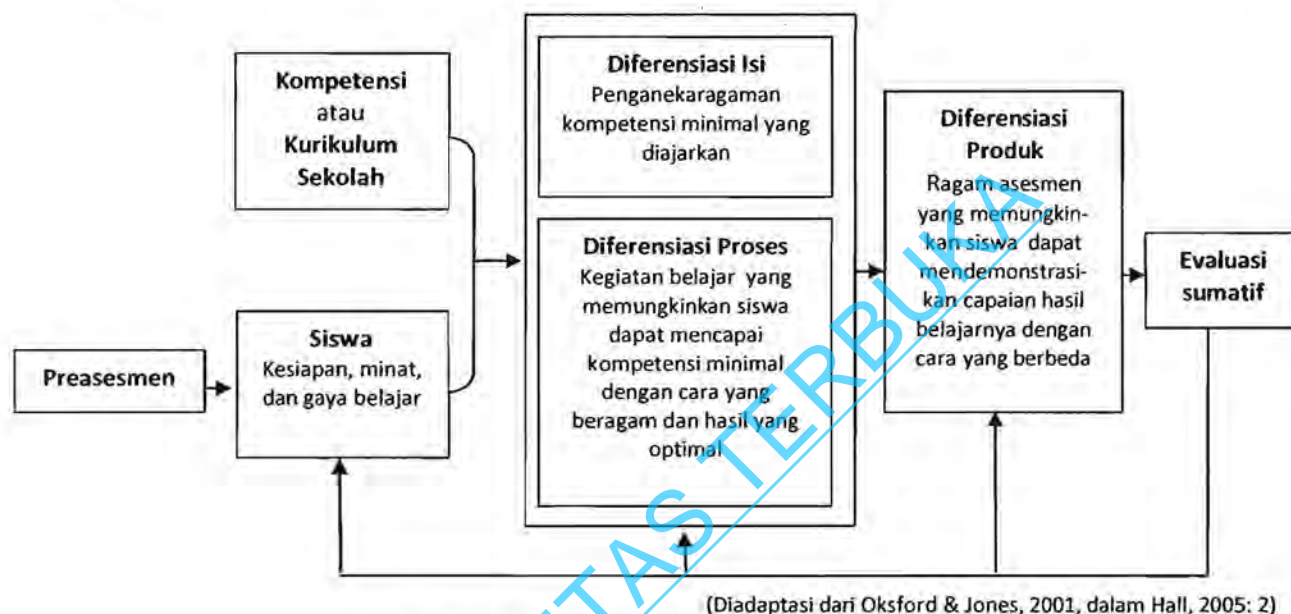 Kompetensi
atau
Kurikulum
Sekolah
Preasesmen
Siswa
Kesiapan, minat,
dan gaya belajar
Diferensiasi Isi
Penganekaragaman
kompetensi minimal yang
diajarkan
Diferensiasi Proses
Kegiatan belajar yang
memungkinkan siswa
dapat mencapai
kompetensi minimal
dengan cara yang
beragam dan hasil yang
optimal
Diferensiasi
Produk
Ragam asesmen
yang memungkin-
kan siswa dapat
mendemonstrasi-
kan capaian hasil
belajarnya dengan
cara yang berbeda
Evaluasi
sumatif
(Diadaptasi dari Oksford & Jones, 2001, dalam Hall, 2005: 2)
ITAS TERBUKA